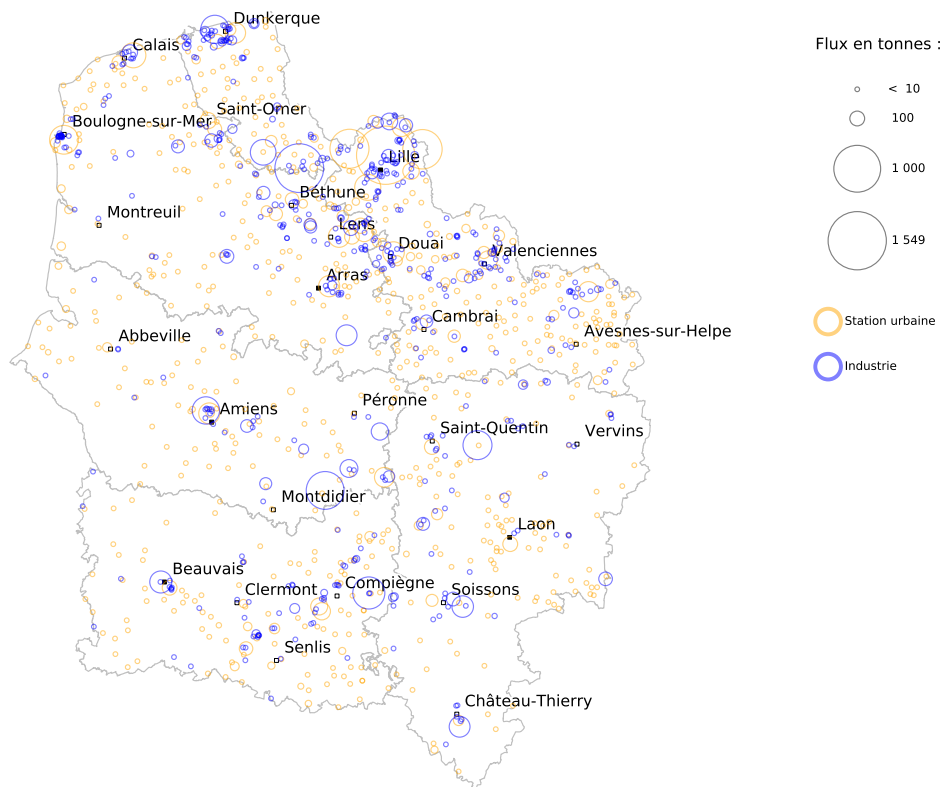 Dunkerque
Calais
Flux en tonnes :
< 10
Saint-Omer
100
Boulogne-sur-Mer
Lille
1 000
Béthune
Montreuil
Lens
Douai
1 549
Valenciennes
Arras
Cambrai
Station urbaine
Abbeville
Avesnes-sur-Helpe
Industrie
Péronne
Amiens
Saint-Quentin
Vervins
Montdidier
Laon
Beauvais
Clermont
Compiègne
Soissons
Senlis
Château-Thierry